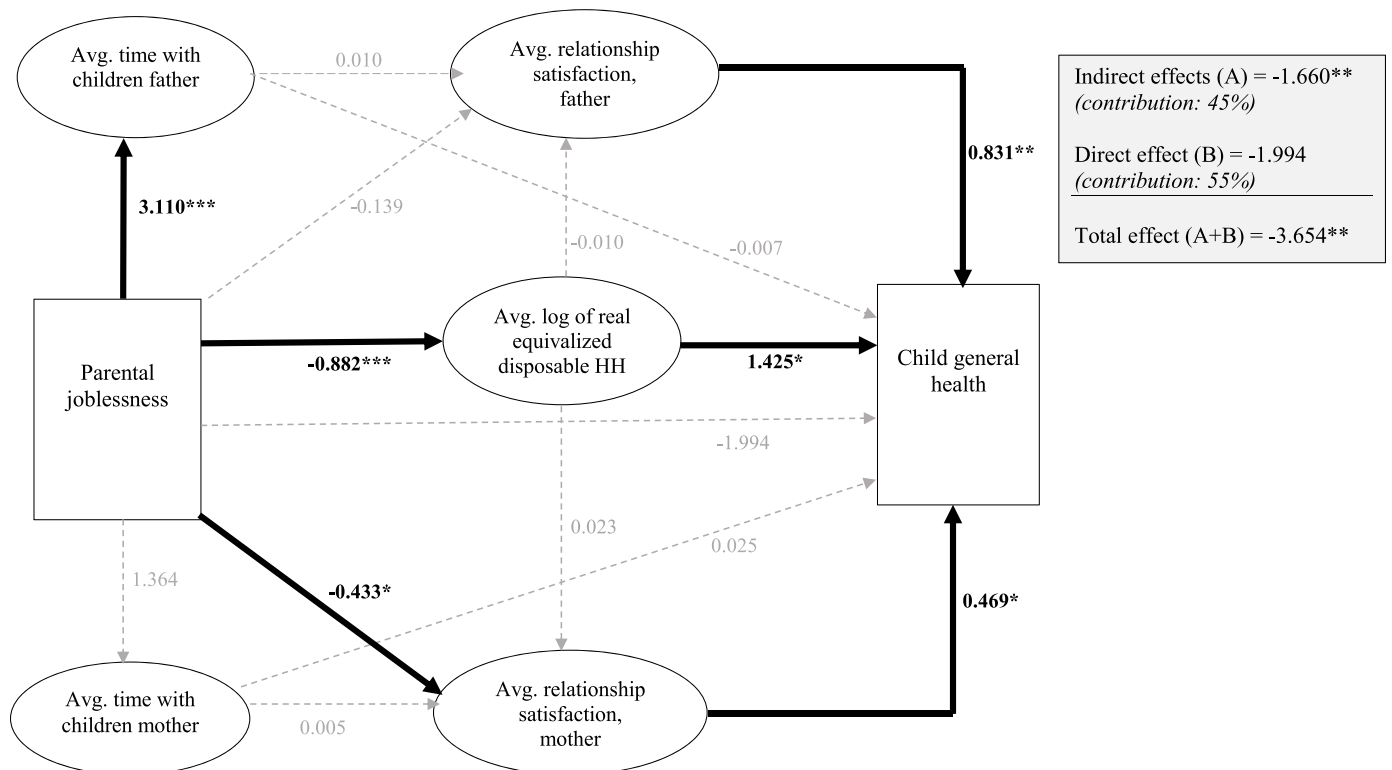 Avg. time with
children father
0.010
Avg. relationship
satisfaction,
father
Indirect effects (A) = -1.660**
(contribution: 45%)
Direct effect (B) = -1.994
(contribution: 55%)
Total effect (A+B) = -3.654**
0.831**
3.110***
-0.139
-0.010
-0.007
Parental
joblessness
-0.882***
Avg. log of real
equivalized
disposable HH
1.425*
Child general
health
-1.994
0.023
0.025
1.364
-0.433*
0.469*
Avg. time with
children mother
0.005
Avg. relationship
satisfaction,
mother